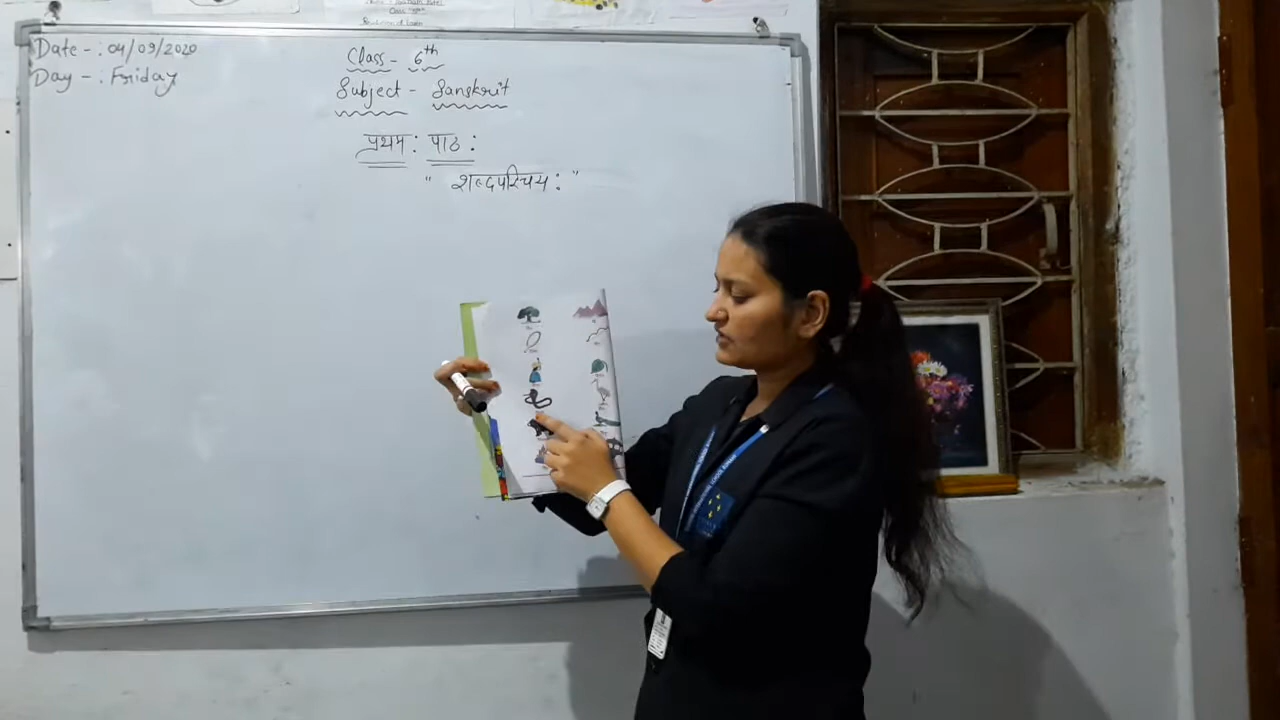 Date -: 04/09/2020
Day -: Friday
Class - 6th
Subject - Sanskrit
प्रथम: पाठ:
" शब्दपरिचय: "